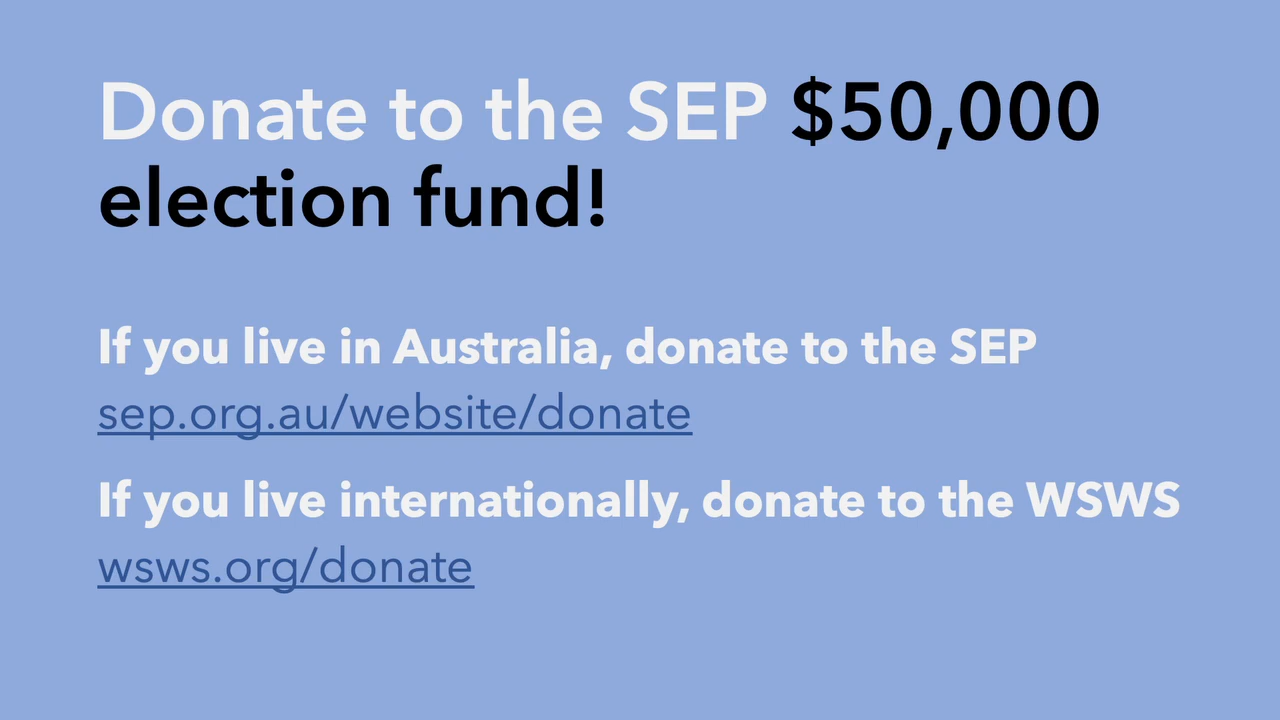 Donate to the SEP $50,000
election fund!
If you live in Australia, donate to the SEP
sep.org.au/website/donate
If you live internationally, donate to the WSWS
wsws.org/donate